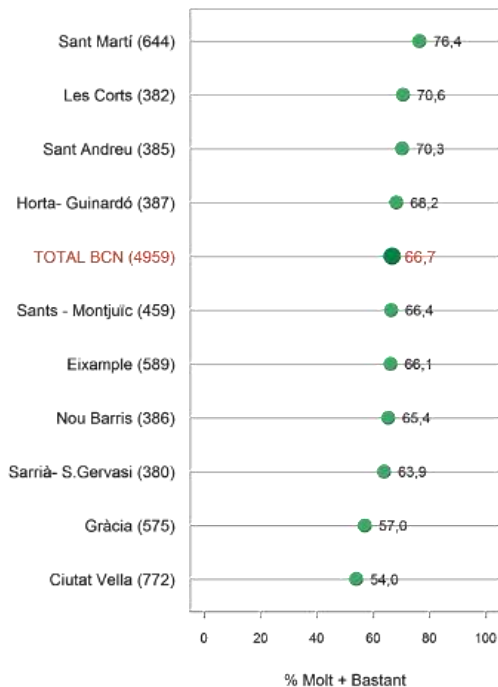 Sant Martí (644) 76,4
Les Corts (382) 70,6
Sant Andreu (385) 70,3
Horta- Guinardó (387) 68,2
TOTAL BCN (4959) 66,7
Sants - Montjuïc (459) 66,4
Eixample (589) 66,1
Nou Barris (386) 65,4
Sarrià- S.Gervasi (380) 63,9
Gràcia (575) 57,0
Ciutat Vella (772) 54,0
0 20 40 60 80 100
% Molt + Bastant